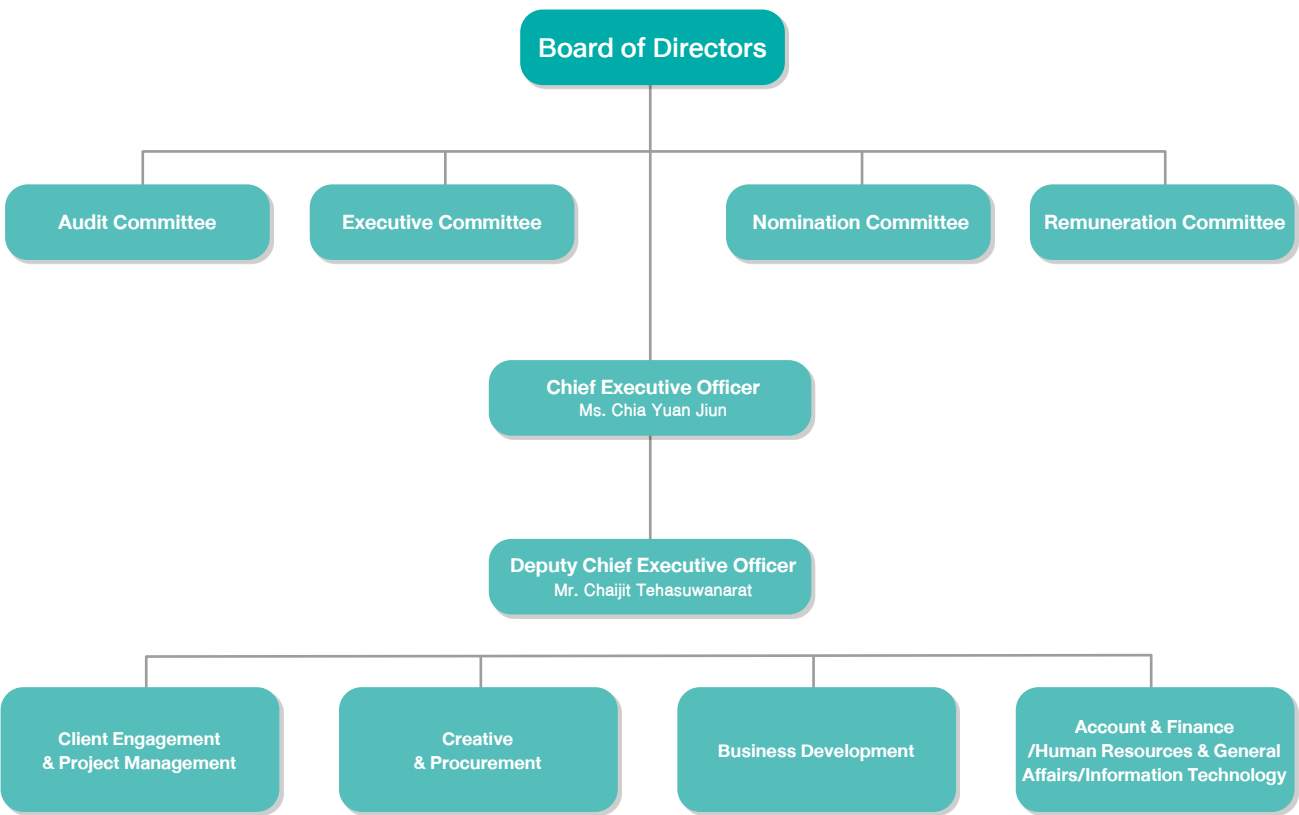 Board of Directors
Audit Committee
Executive Committee
Nomination Committee
Remuneration Committee
Chief Executive Officer
Ms. Chia Yuan Jiun
Deputy Chief Executive Officer
Mr. Chaijit Tehasuwanarat
Client Engagement
& Project Management
Creative
& Procurement
Business Development
Account & Finance
/Human Resources & General
Affairs/Information Technology